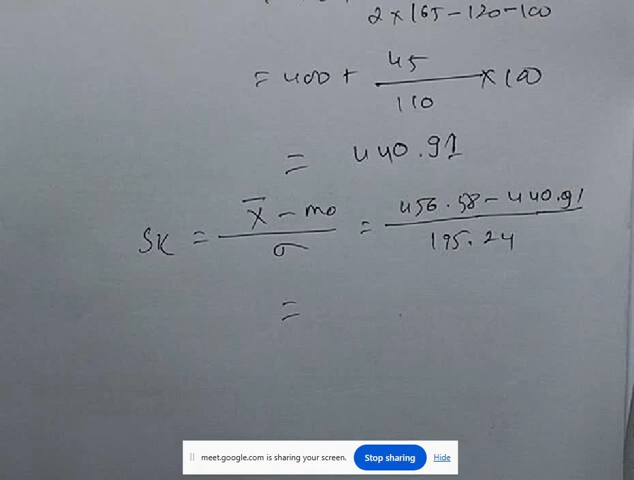 2 x 165 - 120 - 100
= 400 + 45/110 x 100
= 440.91
SK = (X̄ - mo)/σ = (456.58 - 440.91)/195.24
=
meet.google.com is sharing your screen. Stop sharing Hide